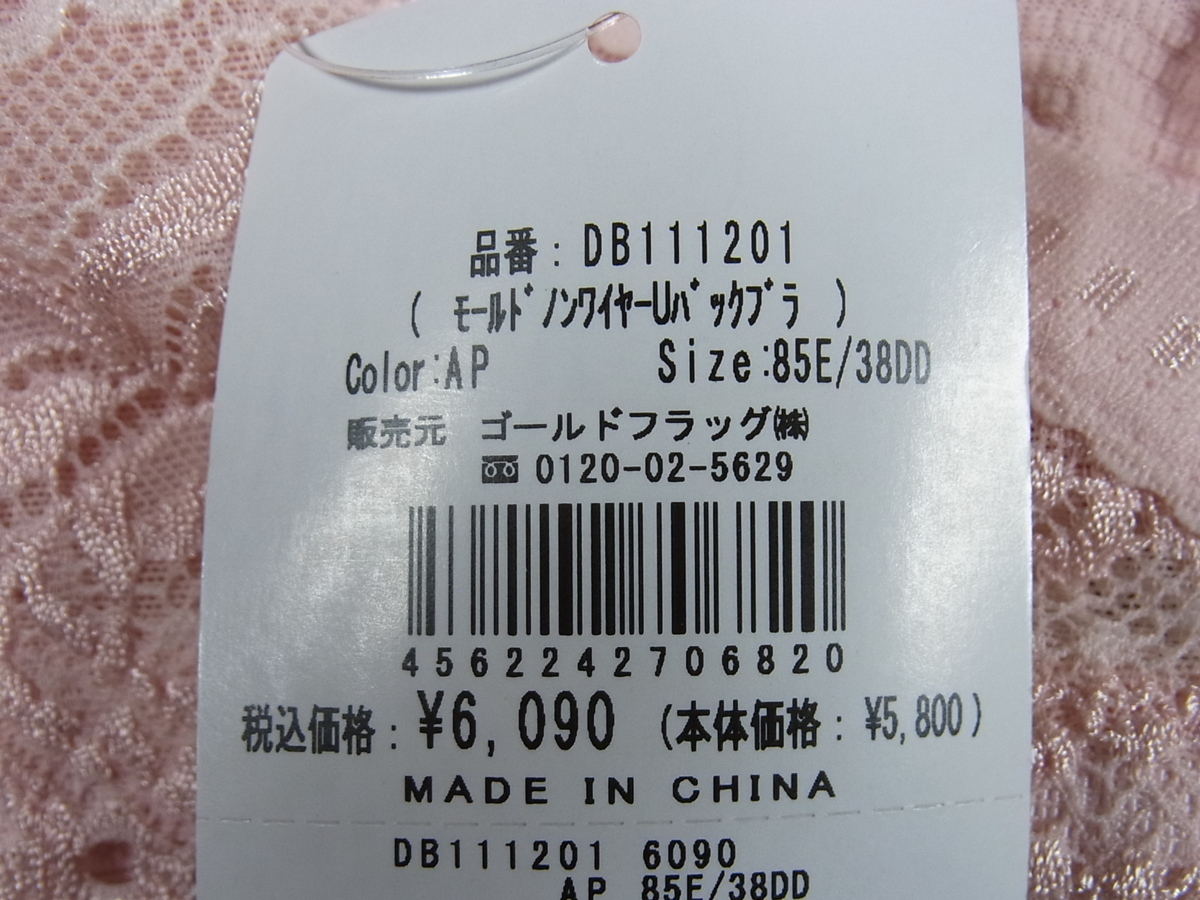 品番：DB111201
( ﾓｰﾙﾄﾞﾉﾝﾜｲﾔｰUﾊﾞｯｸﾌﾞﾗ )
Color:AP Size:85E/38DD
販売元 ゴールドフラッグ㈱
0120-02-5629
4562242706820
税込価格：¥6,090 (本体価格：¥5,800)
MADE IN CHINA
DB111201 6090
AP 85E/38DD